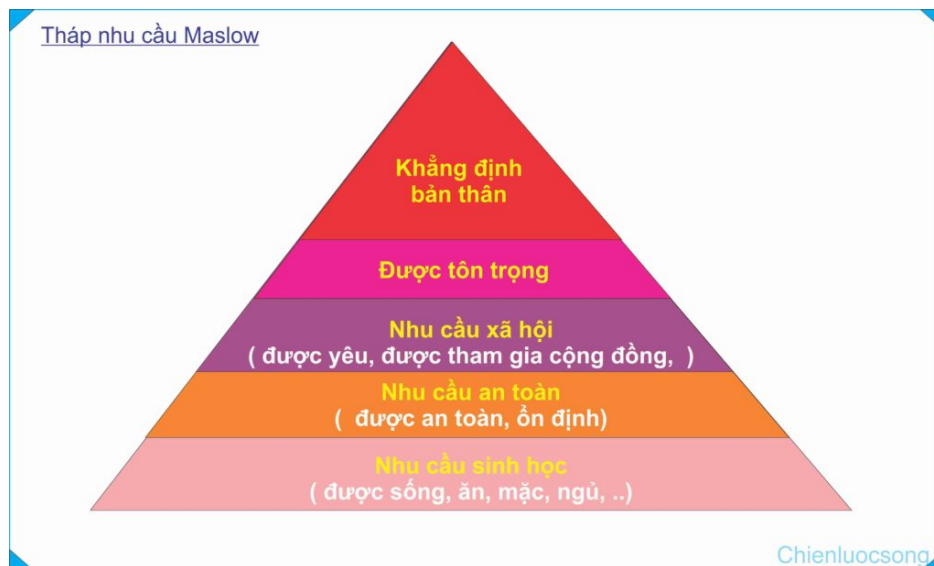 Tháp nhu cầu Maslow
Khẳng định
bản thân
Được tôn trọng
Nhu cầu xã hội
( được yêu, được tham gia cộng đồng,  )
Nhu cầu an toàn
(  được an toàn, ổn định)
Nhu cầu sinh học
( được sống, ăn, mặc, ngủ, ..)
Chienluocsong